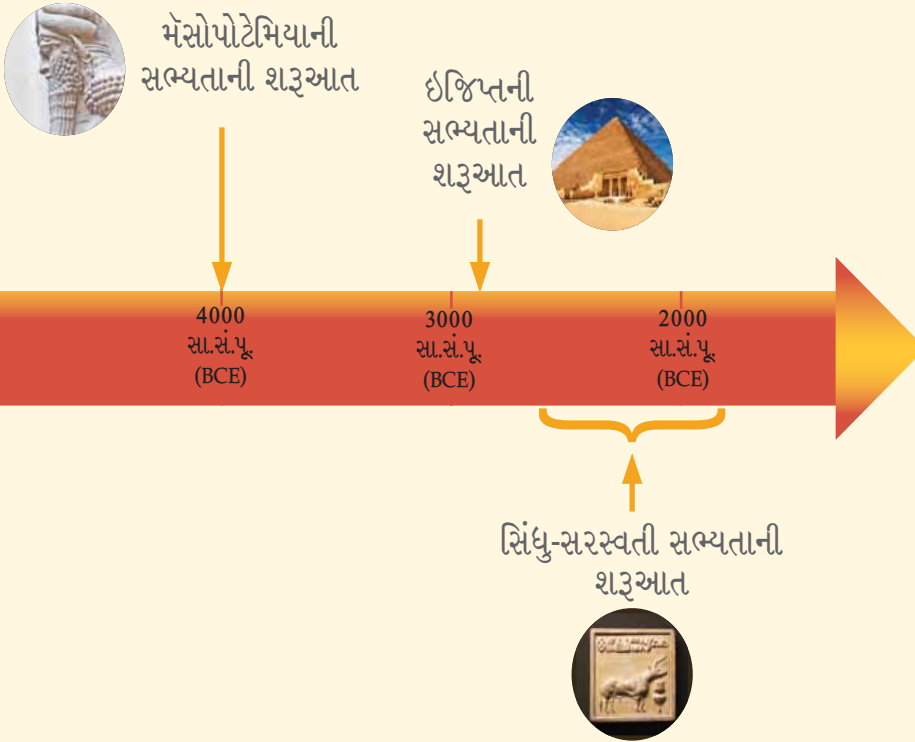 મૅસોપોટેમિયાની
સભ્યતાની શરૂઆત
ઇજિપ્તની
સભ્યતાની
શરૂઆત
4000
સા.સં.પૂ.
(BCE)
3000
સા.સં.પૂ.
(BCE)
2000
સા.સં.પૂ.
(BCE)
સિંધુ-સરસ્વતી સભ્યતાની
શરૂઆત